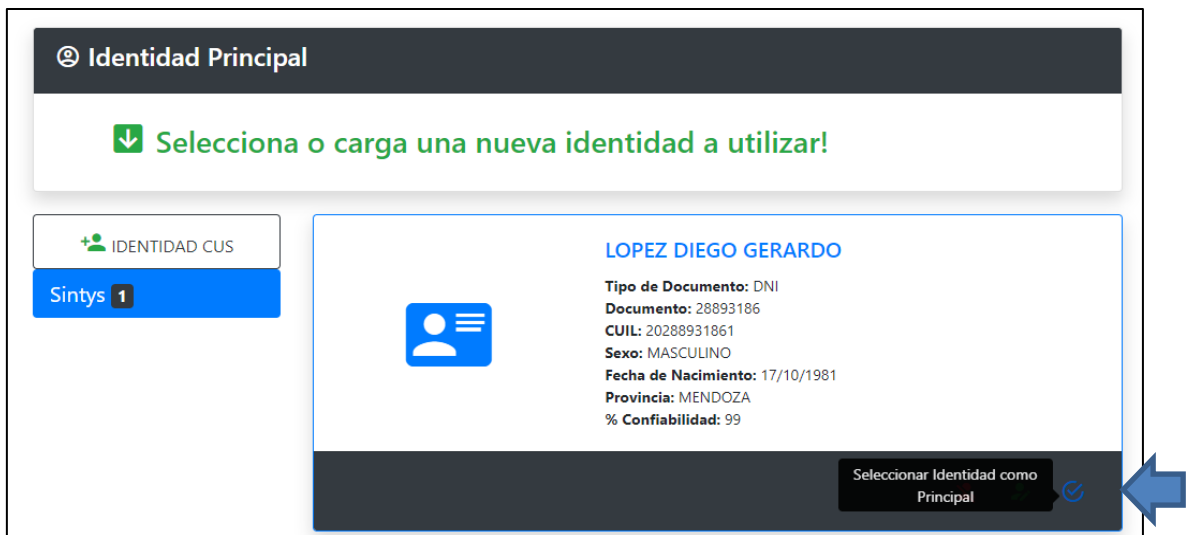 Identidad Principal
Selecciona o carga una nueva identidad a utilizar!
IDENTIDAD CUS
Sintys 1
LOPEZ DIEGO GERARDO
Tipo de Documento: DNI
Documento: 28893186
CUIL: 20288931861
Sexo: MASCULINO
Fecha de Nacimiento: 17/10/1981
Provincia: MENDOZA
% Confiabilidad: 99
Seleccionar Identidad como
Principal